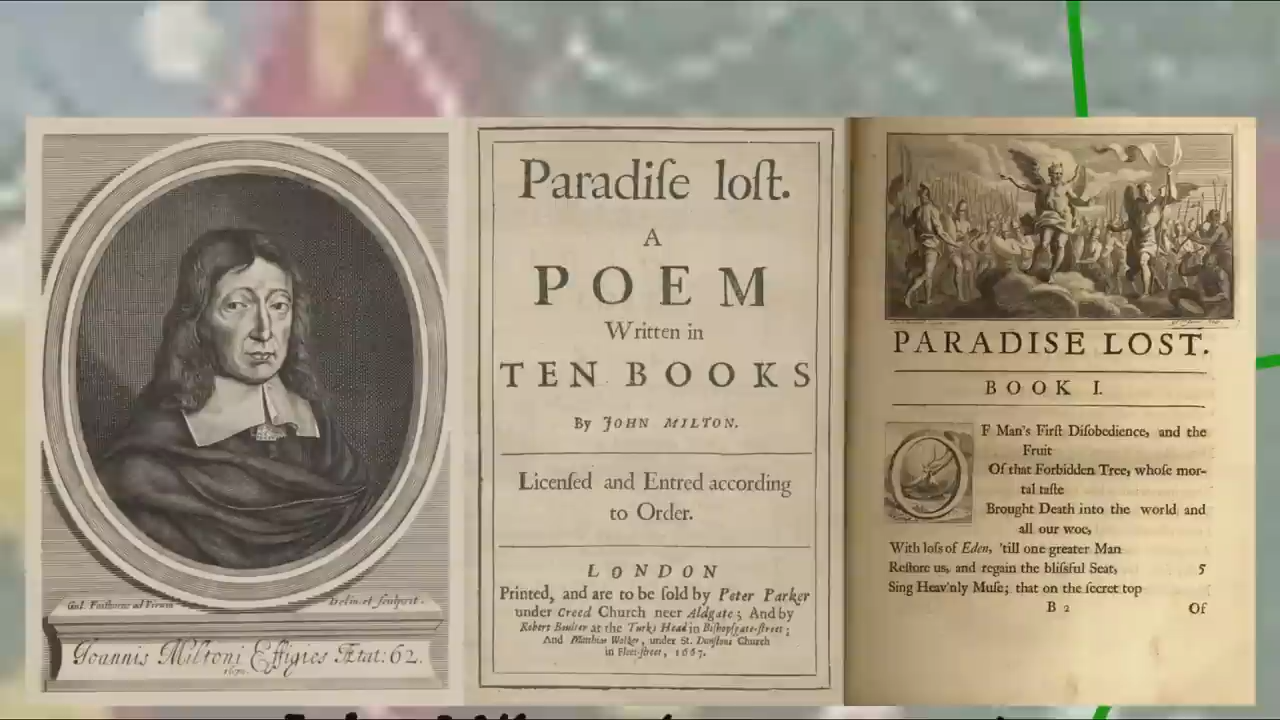 Gul. Faithorne ad Vivum
Delin. et sculpsit.
Joannis Miltoni Effigies Ætat: 62.
1670.
Paradiſe loſt.
A
POEM
Written in
TEN BOOKS
By JOHN MILTON.
Licenſed and Entred according
to Order.
LONDON
Printed, and are to be ſold by Peter Parker
under Creed Church neer Aldgate; And by
Robert Boulter at the Turks Head in Biſhopſgate-ſtreet;
And Matthias Walker, under St. Dunſtons Church
in Fleet-ſtreet, 1667.
PARADISE LOST.
BOOK I.
OF Man's Firſt Diſobedience, and the
Fruit
Of that Forbidden Tree, whoſe mor-
tal taſte
Brought Death into the world and
all our woe,
With loſs of Eden, 'till one greater Man
Reſtore us, and regain the bliſsful Seat, 5
Sing Heav'nly Muſe; that on the ſecret top
B 2 Of